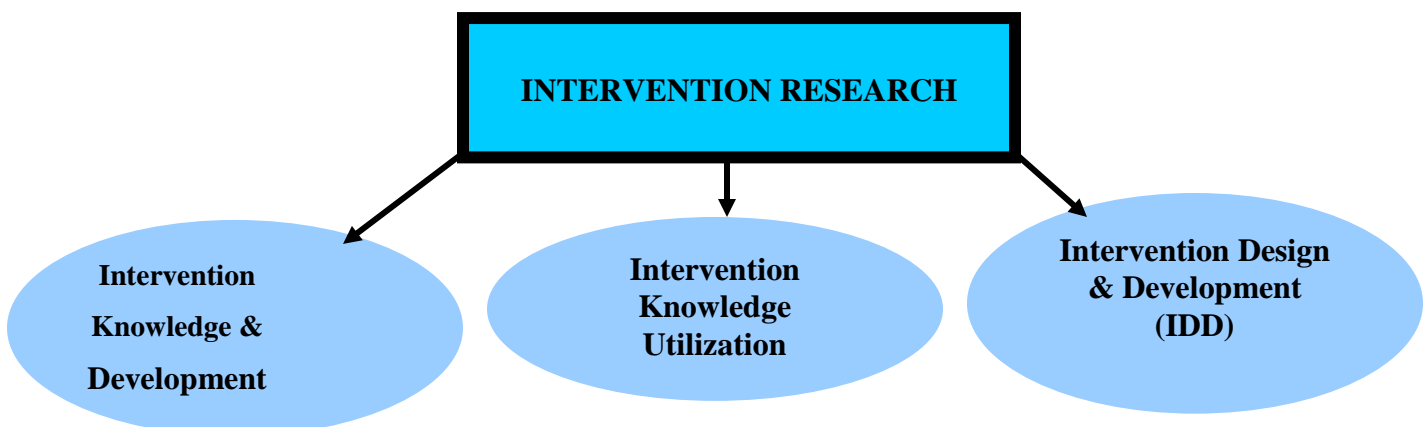 INTERVENTION RESEARCH
Intervention
Knowledge &
Development
Intervention
Knowledge
Utilization
Intervention Design
& Development
(IDD)